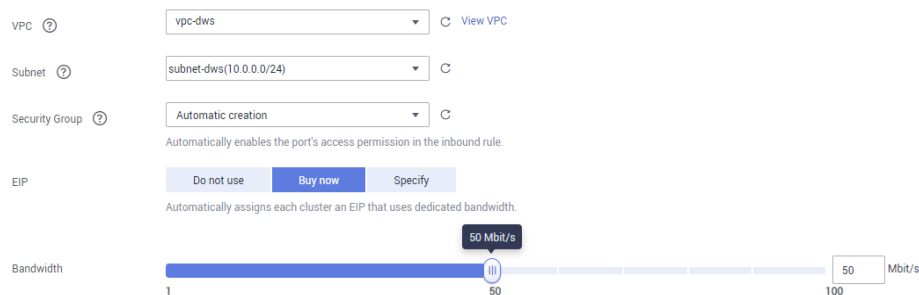 VPC ? vpc-dws View VPC
Subnet ? subnet-dws(10.0.0.0/24)
Security Group ? Automatic creation
Automatically enables the port's access permission in the inbound rule.
EIP Do not use Buy now Specify
Automatically assigns each cluster an EIP that uses dedicated bandwidth.
50 Mbit/s
Bandwidth 50 Mbit/s
1 50 100